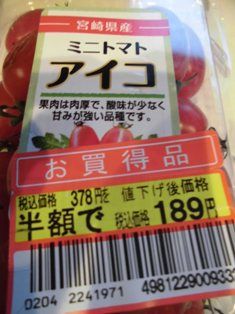 宮崎県産
ミニトマト
アイコ
果肉は肉厚で、酸味が少なく
甘みが強い品種です。
お買得品
税込価格 378円を 値下げ後価格
半額で 税込価格 189円
0204 2241971 4981229009333